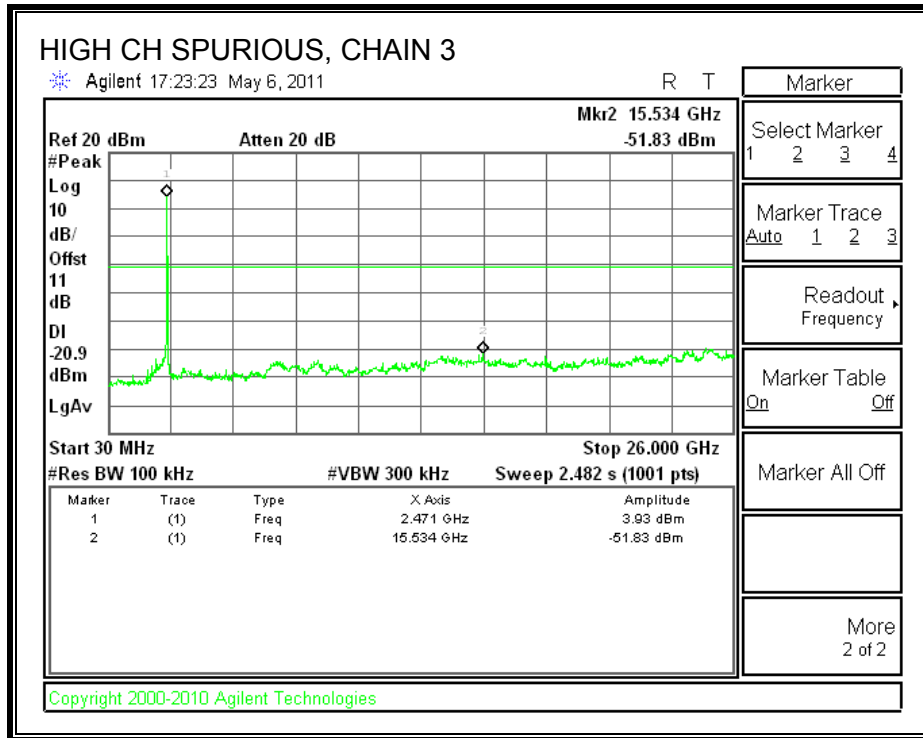 HIGH CH SPURIOUS, CHAIN 3
Agilent 17:23:23 May 6, 2011 R T
Mkr2 15.534 GHz
Ref 20 dBm Atten 20 dB -51.83 dBm
#Peak
Log
10
dB/
Offst
11
dB
DI
-20.9
dBm
LgAv
1
2
Start 30 MHz Stop 26.000 GHz
#Res BW 100 kHz #VBW 300 kHz Sweep 2.482 s (1001 pts)
Marker Trace Type X Axis Amplitude
1 (1) Freq 2.471 GHz 3.93 dBm
2 (1) Freq 15.534 GHz -51.83 dBm
Marker
Select Marker
1 2 3 4
Marker Trace
Auto 1 2 3
Readout
Frequency
Marker Table
On Off
Marker All Off
More
2 of 2
Copyright 2000-2010 Agilent Technologies